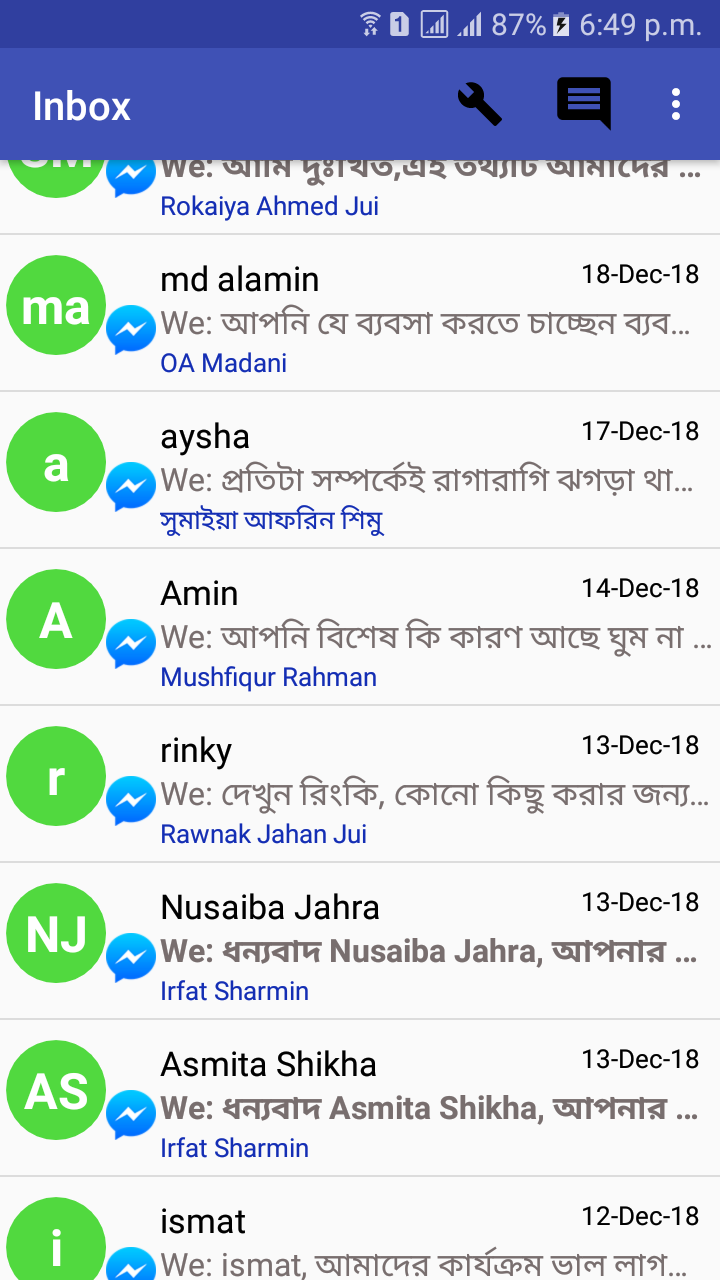 1 87% 6:49 p.m.
Inbox
We: আমি দুঃখিত,এই তথ্যটি আমাদের ...
Rokaiya Ahmed Jui
ma
md alamin
18-Dec-18
We: আপনি যে ব্যবসা করতে চাচ্ছেন ব্যব...
OA Madani
a
aysha
17-Dec-18
We: প্রতিটা সম্পর্কেই রাগারাগি ঝগড়া থা...
সুমাইয়া আফরিন শিমু
A
Amin
14-Dec-18
We: আপনি বিশেষ কি কারণ আছে ঘুম না ...
Mushfiqur Rahman
r
rinky
13-Dec-18
We: দেখুন রিংকি, কোনো কিছু করার জন্য...
Rawnak Jahan Jui
NJ
Nusaiba Jahra
13-Dec-18
We: ধন্যবাদ Nusaiba Jahra, আপনার ...
Irfat Sharmin
AS
Asmita Shikha
13-Dec-18
We: ধন্যবাদ Asmita Shikha, আপনার ...
Irfat Sharmin
i
ismat
12-Dec-18
We: ismat, আমাদের কার্যক্রম ভাল লাগ...